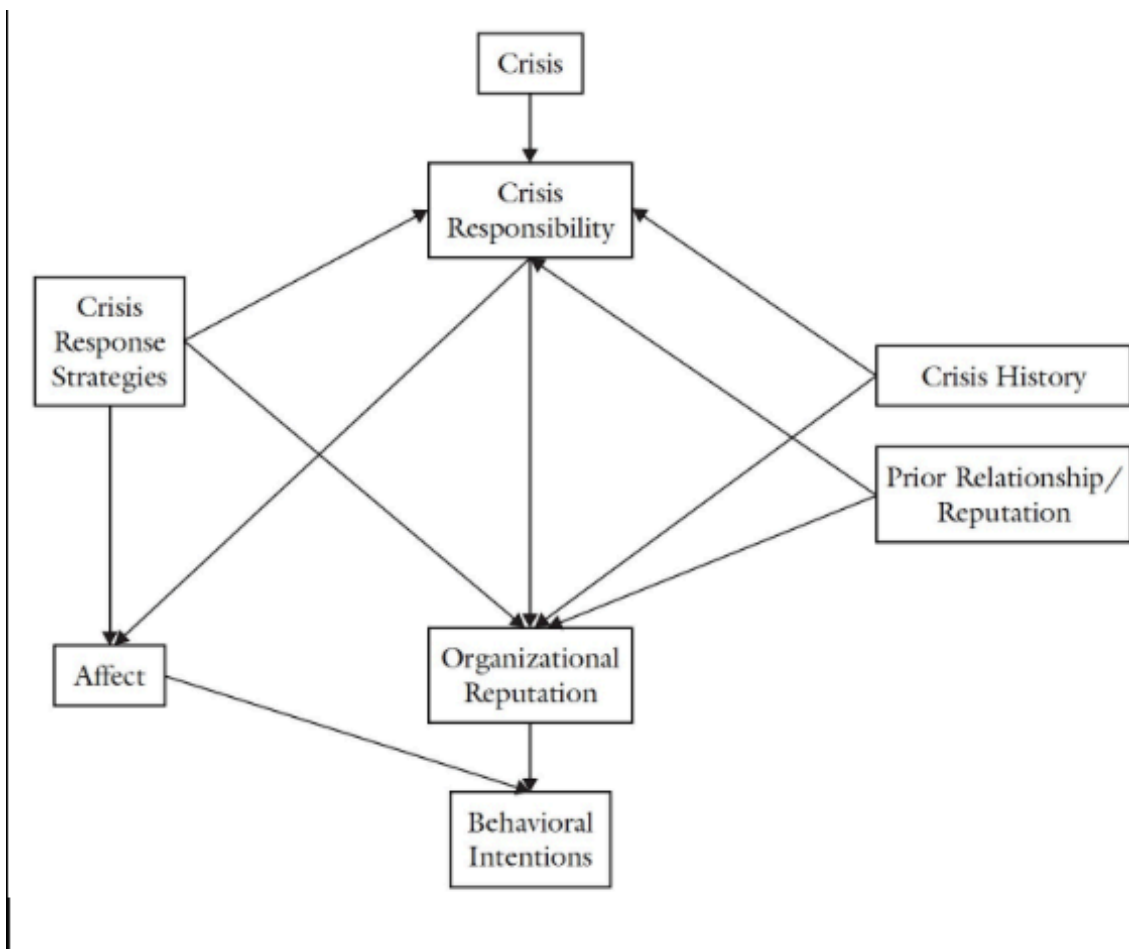 Crisis
Crisis
Responsibility
Crisis
Response
Strategies
Crisis History
Prior Relationship/
Reputation
Affect
Organizational
Reputation
Behavioral
Intentions